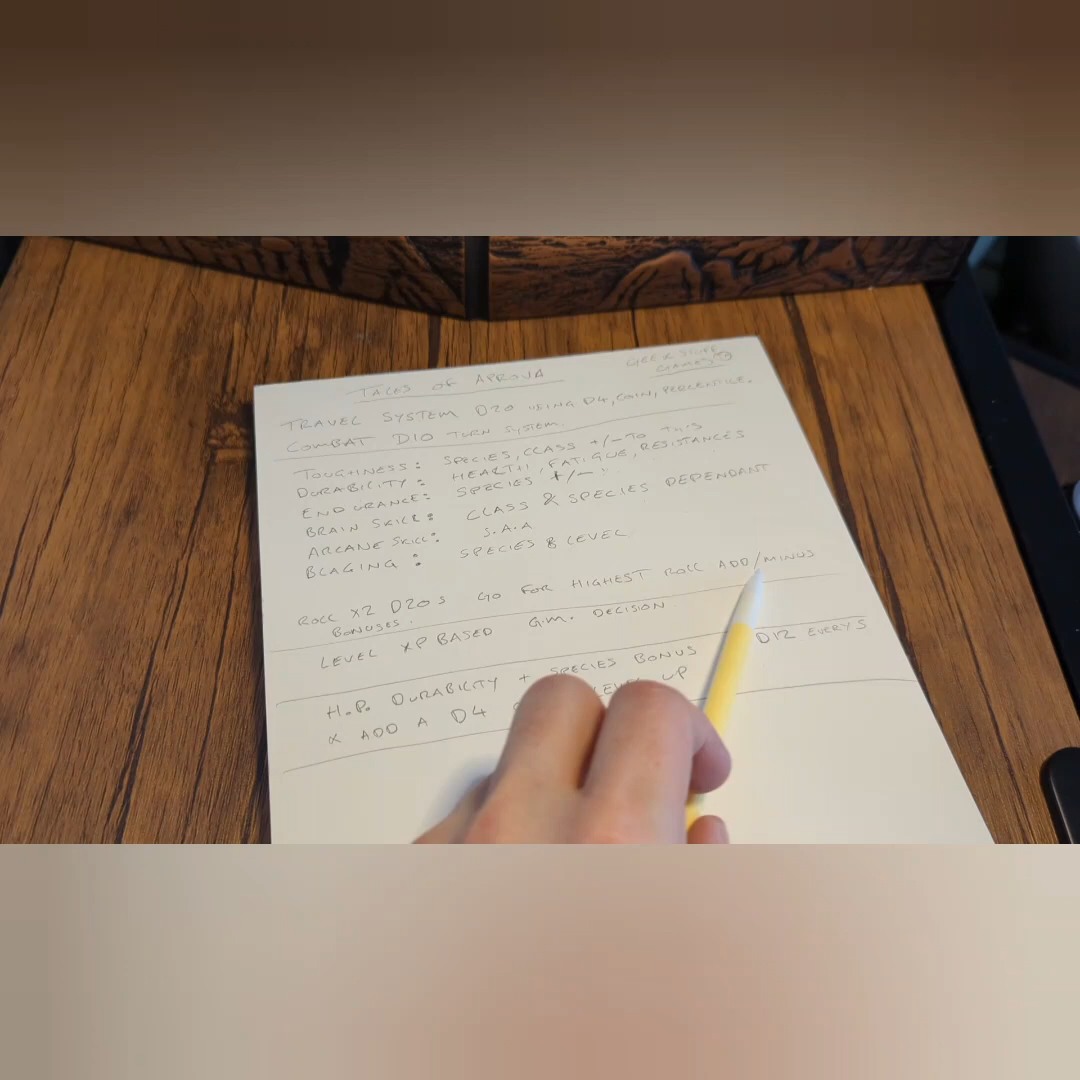 TALES OF APROVA
GEEK STUFF
GAMES
TRAVEL SYSTEM D20 USING D4, COIN, PERCENTILE.
COMBAT D10 TURN SYSTEM.
TOUGHNESS: SPECIES, CLASS +/- TO THIS
DURABILITY: HEALTH, FATIGUE, RESISTANCES
ENDURANCE: SPECIES +/-
BRAIN SKILL: CLASS & SPECIES DEPENDANT
ARCANE SKILL: S.A.A
BLAGING: SPECIES & LEVEL
ROLL X2 D20S GO FOR HIGHEST ROLL ADD/MINUS
BONUSES.
LEVEL XP BASED G.M. DECISION
H.P. DURABILITY + SPECIES BONUS D12 EVERY 5
& ADD A D4 LEVEL UP